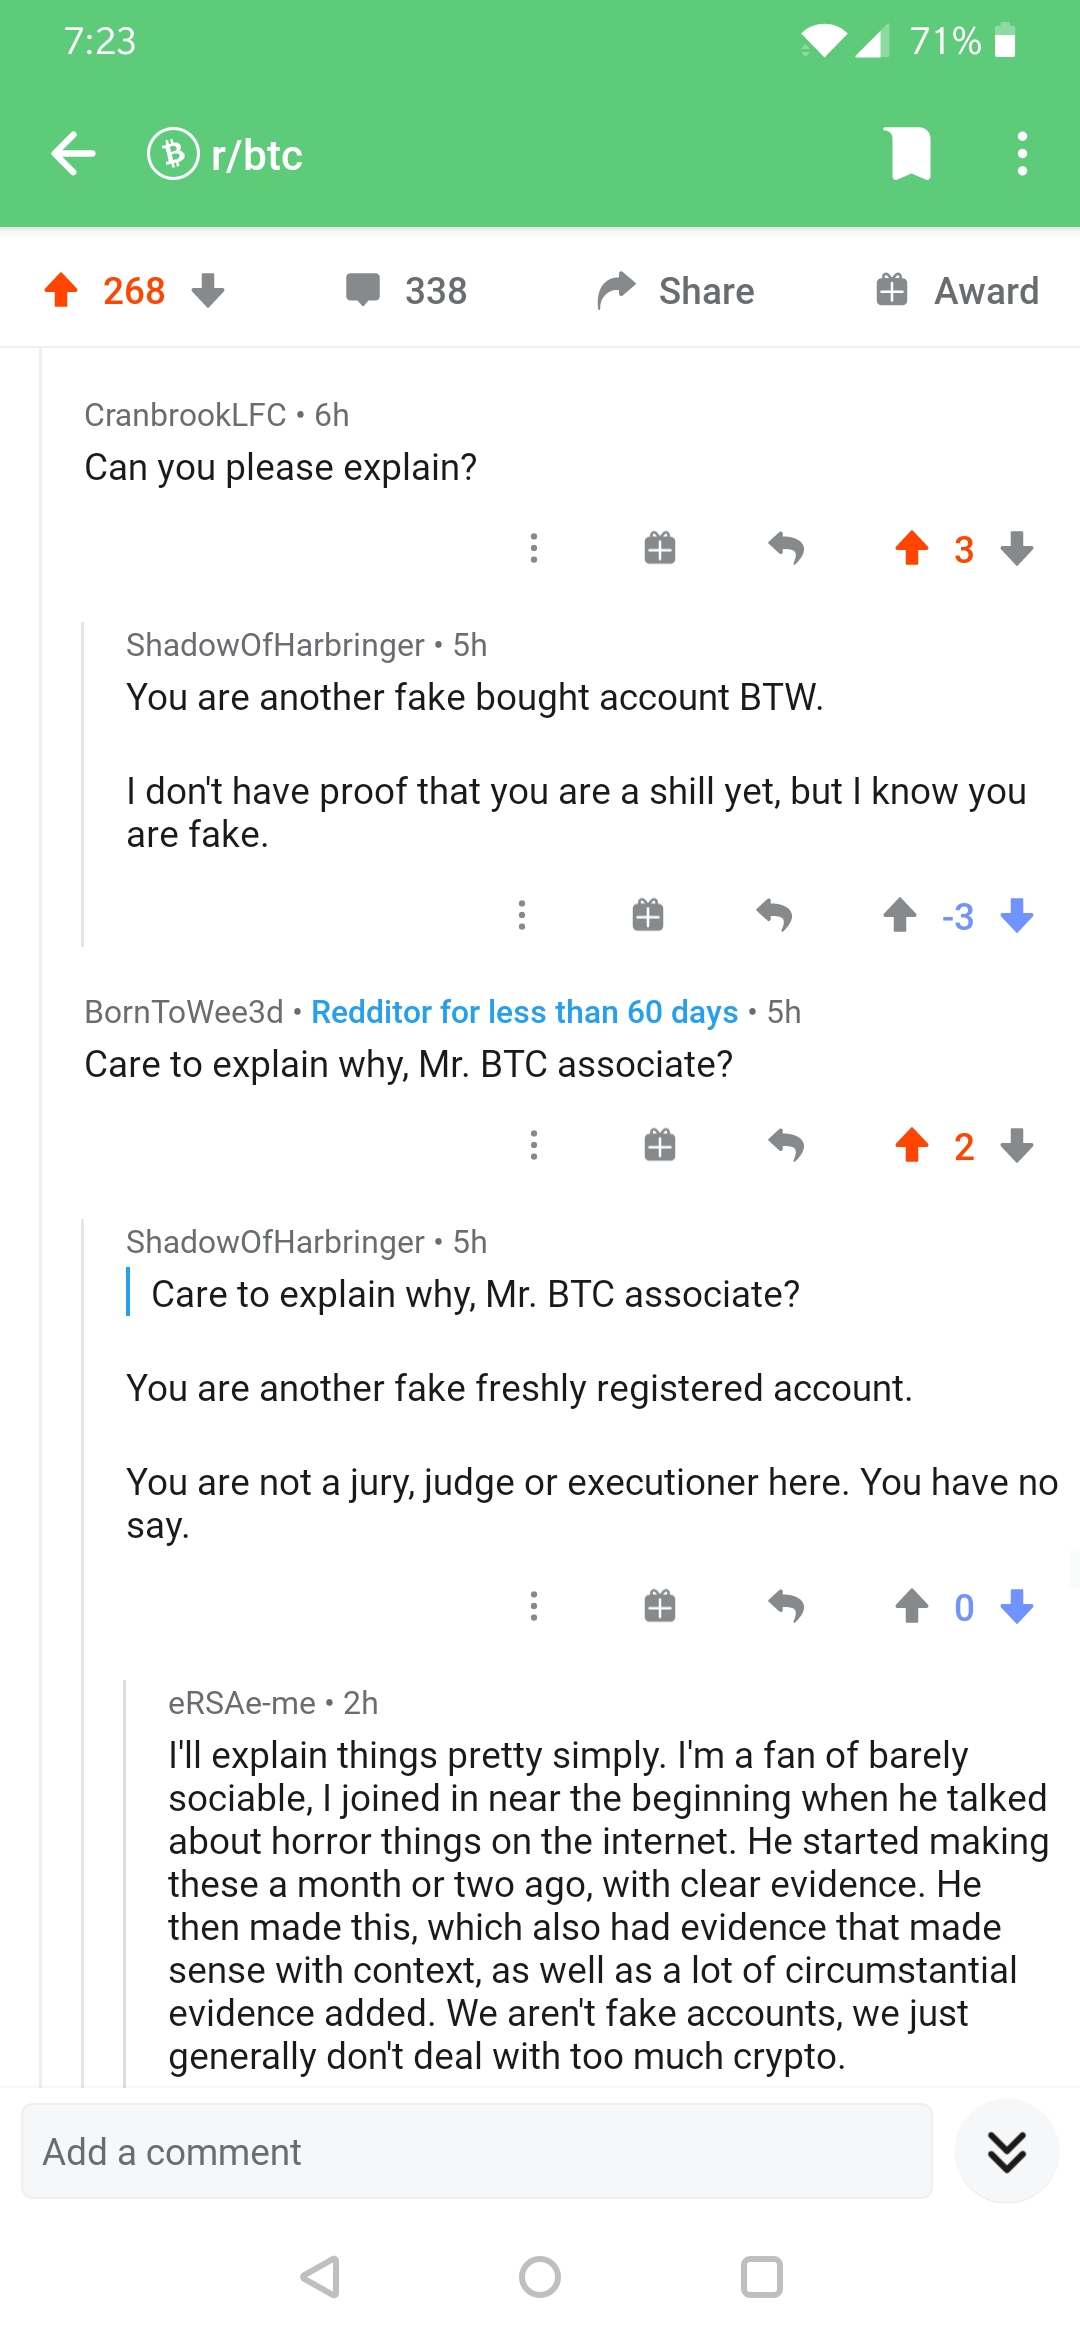 7:23
71%
r/btc
268
338
Share
Award
CranbrookLFC • 6h
Can you please explain?
3
ShadowOfHarbringer • 5h
You are another fake bought account BTW.
I don't have proof that you are a shill yet, but I know you
are fake.
-3
BornToWee3d • Redditor for less than 60 days • 5h
Care to explain why, Mr. BTC associate?
2
ShadowOfHarbringer • 5h
Care to explain why, Mr. BTC associate?
You are another fake freshly registered account.
You are not a jury, judge or executioner here. You have no
say.
0
eRSAe-me • 2h
I'll explain things pretty simply. I'm a fan of barely
sociable, I joined in near the beginning when he talked
about horror things on the internet. He started making
these a month or two ago, with clear evidence. He
then made this, which also had evidence that made
sense with context, as well as a lot of circumstantial
evidence added. We aren't fake accounts, we just
generally don't deal with too much crypto.
Add a comment